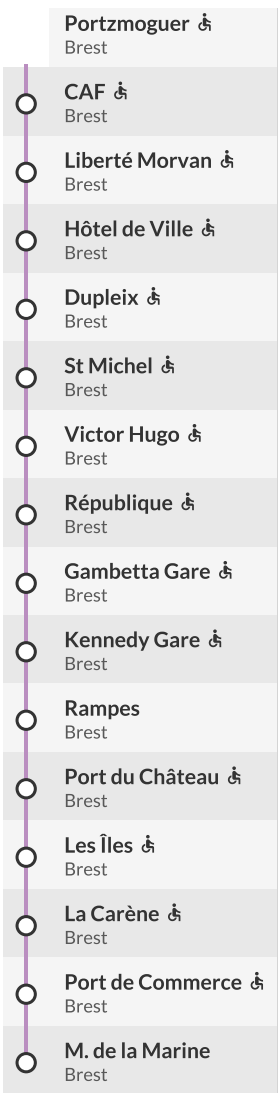 Portzmoguer
Brest
CAF
Brest
Liberté Morvan
Brest
Hôtel de Ville
Brest
Dupleix
Brest
St Michel
Brest
Victor Hugo
Brest
République
Brest
Gambetta Gare
Brest
Kennedy Gare
Brest
Rampes
Brest
Port du Château
Brest
Les Îles
Brest
La Carène
Brest
Port de Commerce
Brest
M. de la Marine
Brest